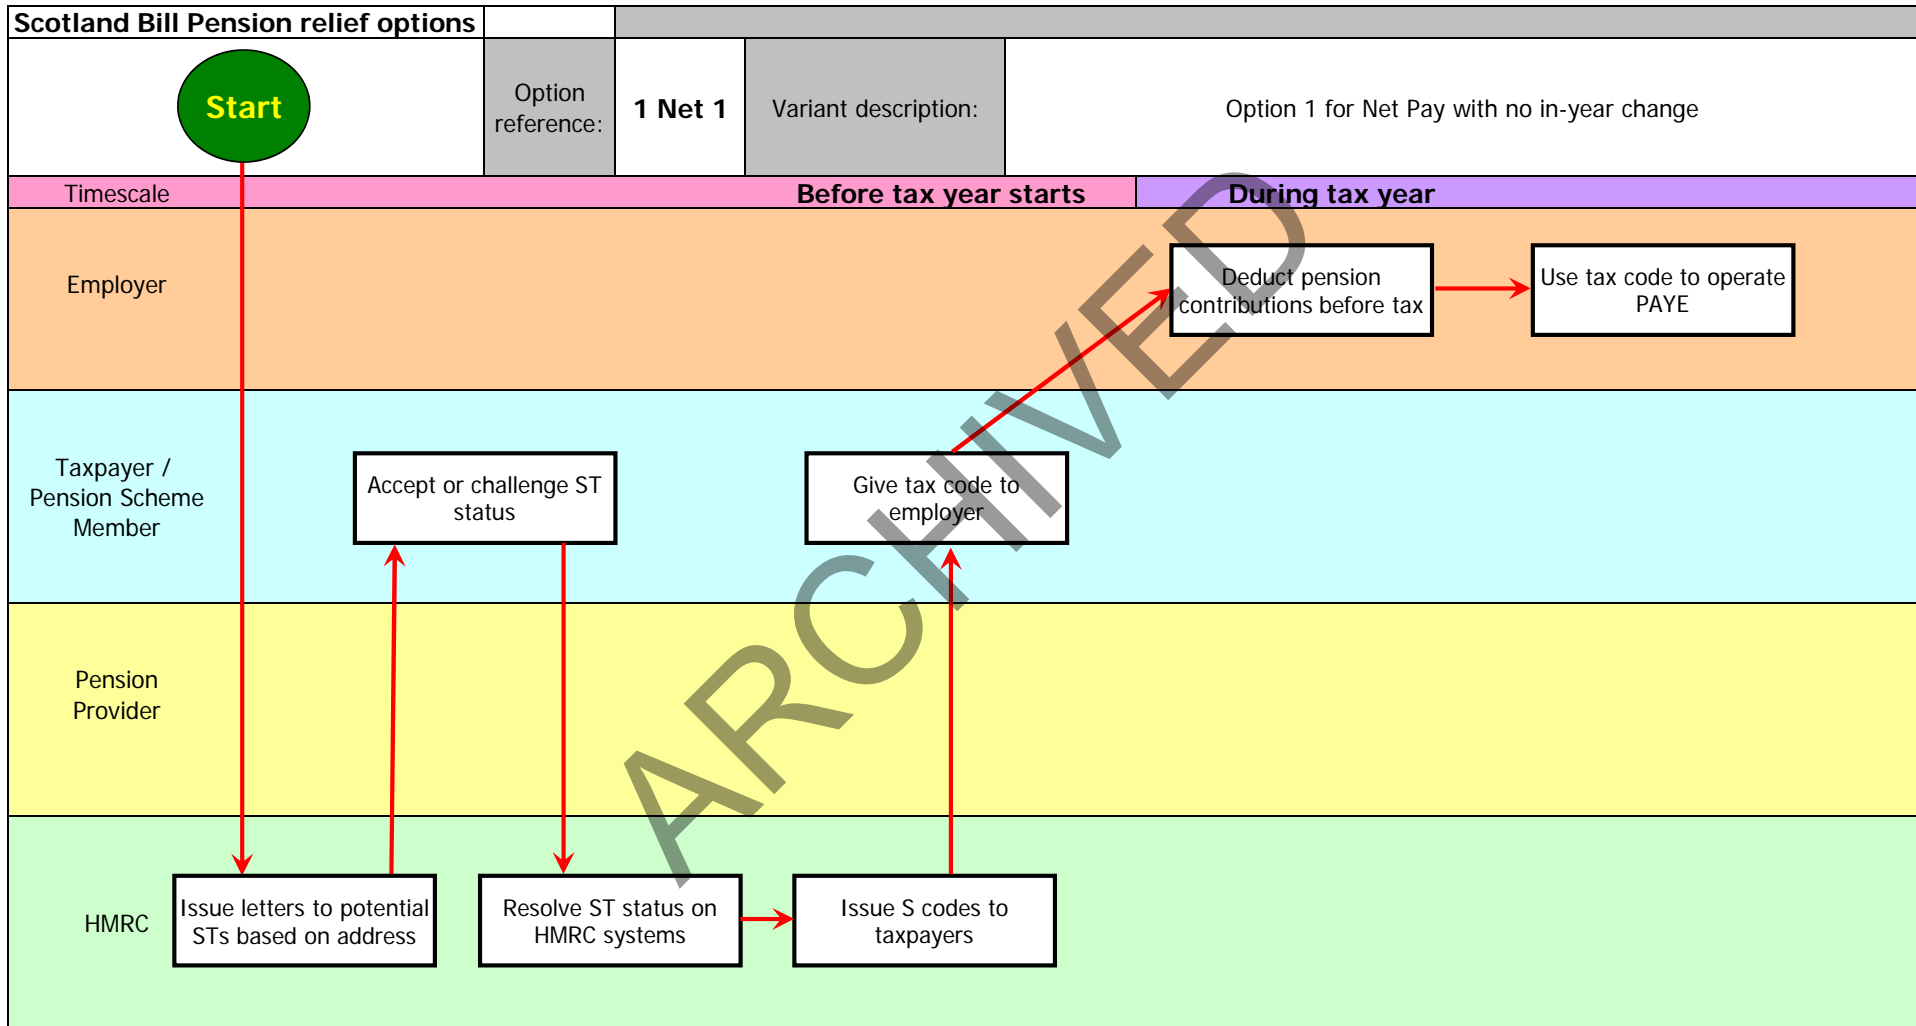 Scotland Bill Pension relief options
Start
Option
reference:
1 Net 1
Variant description:
Option 1 for Net Pay with no in-year change
Timescale
Before tax year starts
During tax year
Employer
Deduct pension
contributions before tax
Use tax code to operate
PAYE
Taxpayer /
Pension Scheme
Member
Accept or challenge ST
status
Give tax code to
employer
Pension
Provider
HMRC
Issue letters to potential
STs based on address
Resolve ST status on
HMRC systems
Issue S codes to
taxpayers
ARCHIVED